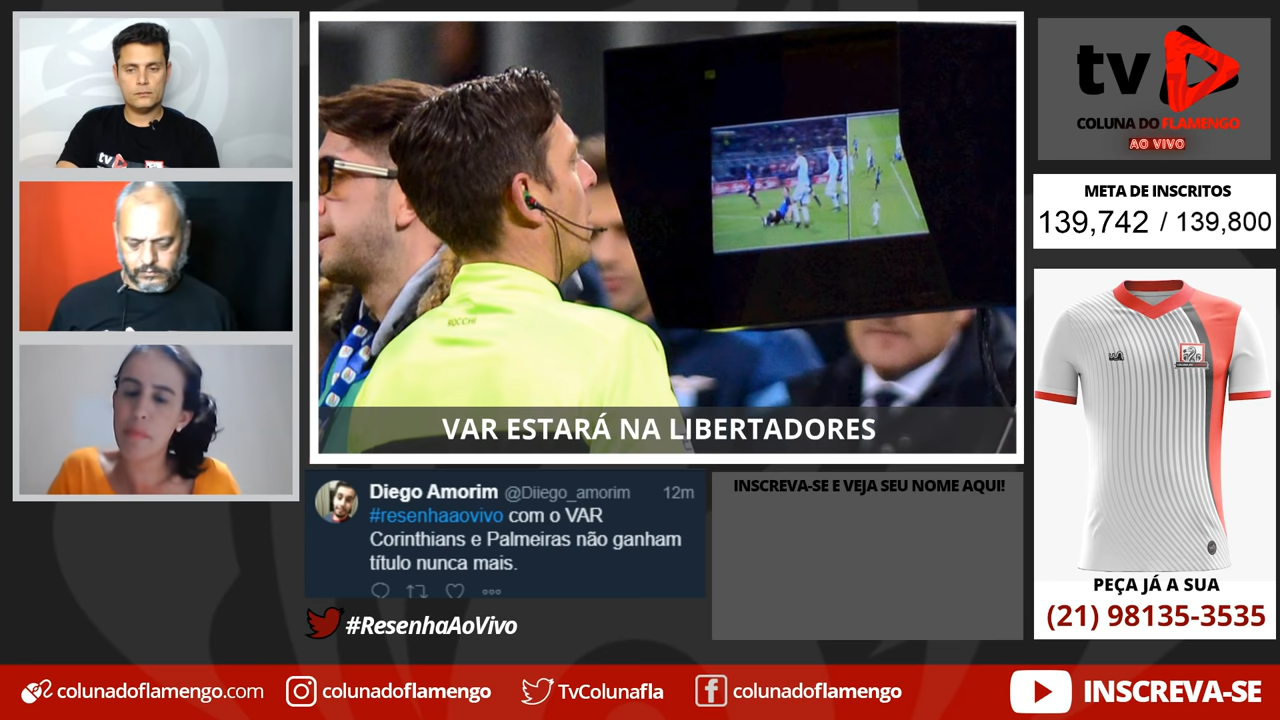 tv
ROCCHI
VAR ESTARÁ NA LIBERTADORES
tv
COLUNA DO FLAMENGO
AO VIVO
META DE INSCRITOS
139,742 / 139,800
Diego Amorim @Diiego_amorim 12m
#resenhaaovivo com o VAR
Corinthians e Palmeiras não ganham
título nunca mais.
#ResenhaAoVivo
INSCREVA-SE E VEJA SEU NOME AQUI!
PEÇA JÁ A SUA
(21) 98135-3535
colunadoflamengo.com
colunadoflamengo
TvColunafla
colunadoflamengo
INSCREVA-SE